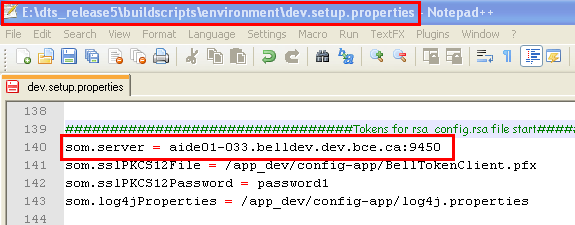 E:\dts_release5\buildscripts\environment\dev.setup.properties - Notepad++
File Edit Search View Format Language Settings Macro Run TextFX Plugins Window ?
dev.setup.properties
138
139 ################################Tokens for rsa_config.rsa file start#####
140 som.server = aide01-033.belldev.dev.bce.ca:9450
141 som.sslPKCS12File = /app_dev/config-app/BellTokenClient.pfx
142 som.sslPKCS12Password = password1
143 som.log4jProperties = /app_dev/config-app/log4j.properties
144